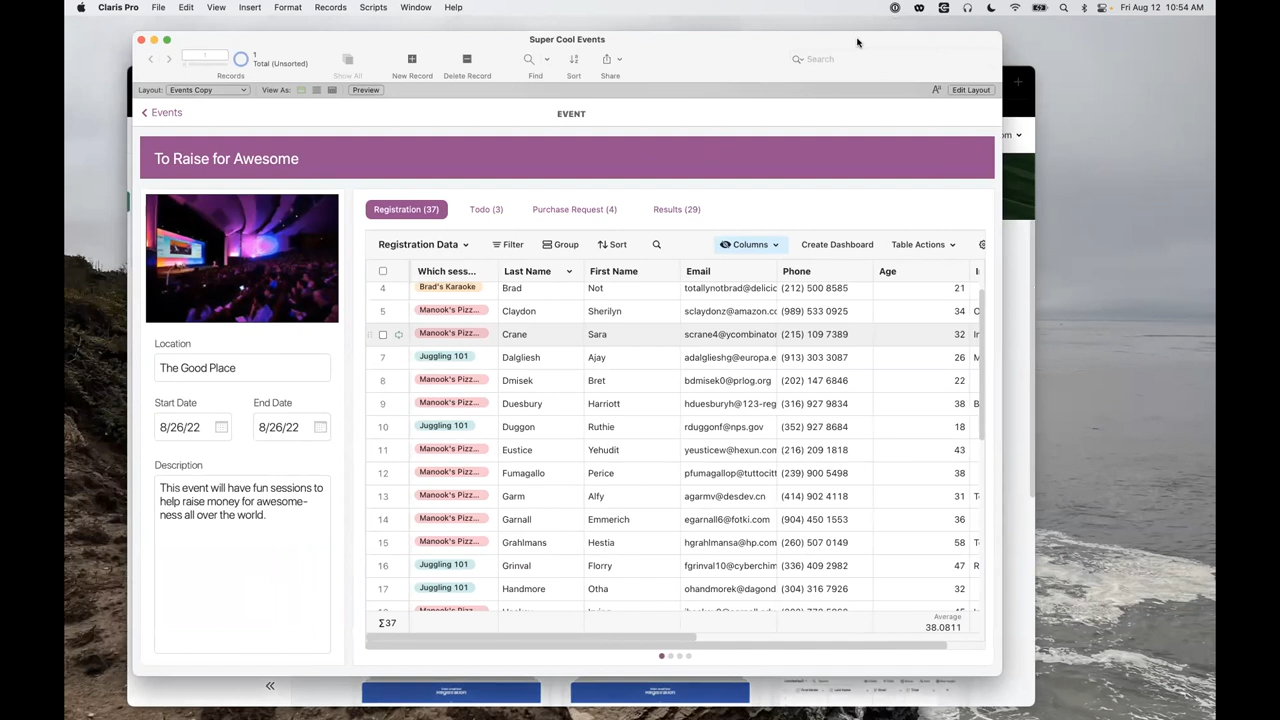 Claris Pro File Edit View Insert Format Records Scripts Window Help Fri Aug 12 10:54 AM
Super Cool Events
1
1
Total (Unsorted)
Search
Records Show All New Record Delete Record Find Sort Share
Layout: Events Copy View As: Preview Edit Layout
Events
EVENT
To Raise for Awesome
Registration (37) Todo (3) Purchase Request (4) Results (29)
Registration Data Filter Group Sort Columns Create Dashboard Table Actions
Which sess... Last Name First Name Email Phone Age
4 Brad's Karaoke Brad Not totallynotbrad@delicio (212) 500 8585 21
5 Manook's Pizz... Claydon Sherilyn sclaydonz@amazon.cc (989) 533 0925 34
Manook's Pizz... Crane Sara scrane4@ycombinator (215) 109 7389 32
7 Juggling 101 Dalgliesh Ajay adalglieshg@europa.e (913) 303 3087 26
8 Manook's Pizz... Dmisek Bret bdmisek0@prlog.org (202) 147 6846 22
9 Manook's Pizz... Duesbury Harriott hduesburyh@123-reg (316) 927 9834 38
10 Juggling 101 Duggon Ruthie rduggonf@nps.gov (352) 927 8684 18
11 Manook's Pizz... Eustice Yehudit yeusticew@hexun.com (216) 209 1818 43
12 Manook's Pizz... Fumagallo Perice pfumagallop@tuttocitt (239) 900 5498 38
13 Manook's Pizz... Garm Alfy agarmv@desdev.cn (414) 902 4118 31
14 Manook's Pizz... Garnall Emmerich egarnall6@fotki.com (904) 450 1553 36
15 Manook's Pizz... Grahlmans Hestia hgrahlmansa@hp.com (260) 507 0149 58
16 Juggling 101 Grinval Florry fgrinval10@cyberchim (336) 409 2982 47
17 Juggling 101 Handmore Otha ohandmorek@dagond (304) 316 7926 32
Σ37
Average
38.0811
Location
The Good Place
Start Date End Date
8/26/22 8/26/22
Description
This event will have fun sessions to
help raise money for awesome-
ness all over the world.
Registration Registration